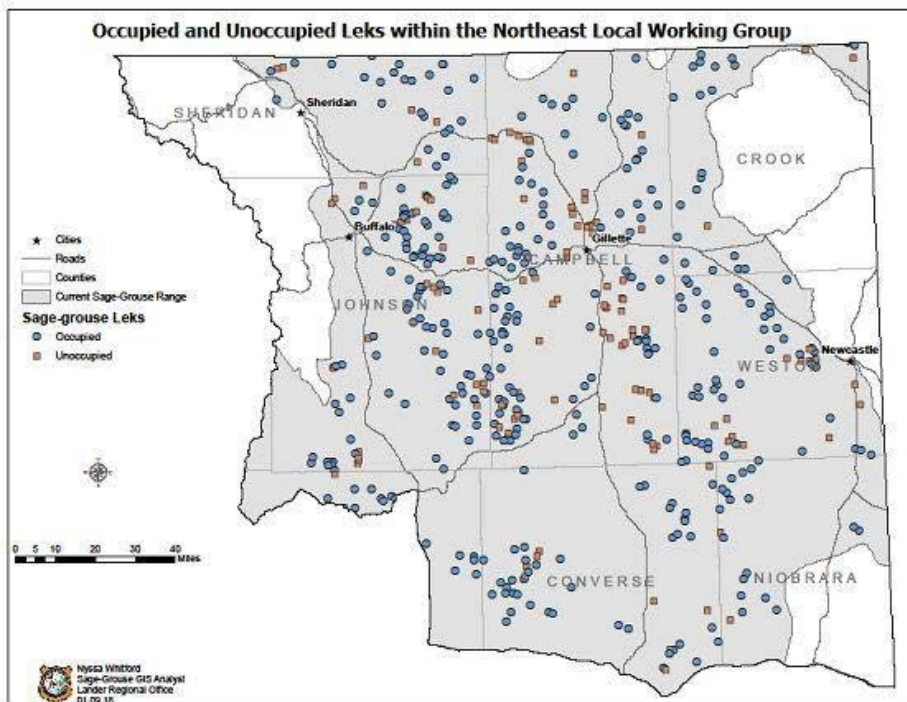 Occupied and Unoccupied Leks within the Northeast Local Working Group
Sheridan
SHERIDAN
CROOK
Buffalo
Gillette
CAMPBELL
JOHNSON
Newcastle
WESTON
CONVERSE
NIOBRARA
Cities
Roads
Counties
Current Sage-Grouse Range
Sage-grouse Leks
Occupied
Unoccupied
0 5 10 20 30 40
Miles
Nyssa Whitford
Sage-Grouse GIS Analyst
Lander Regional Office